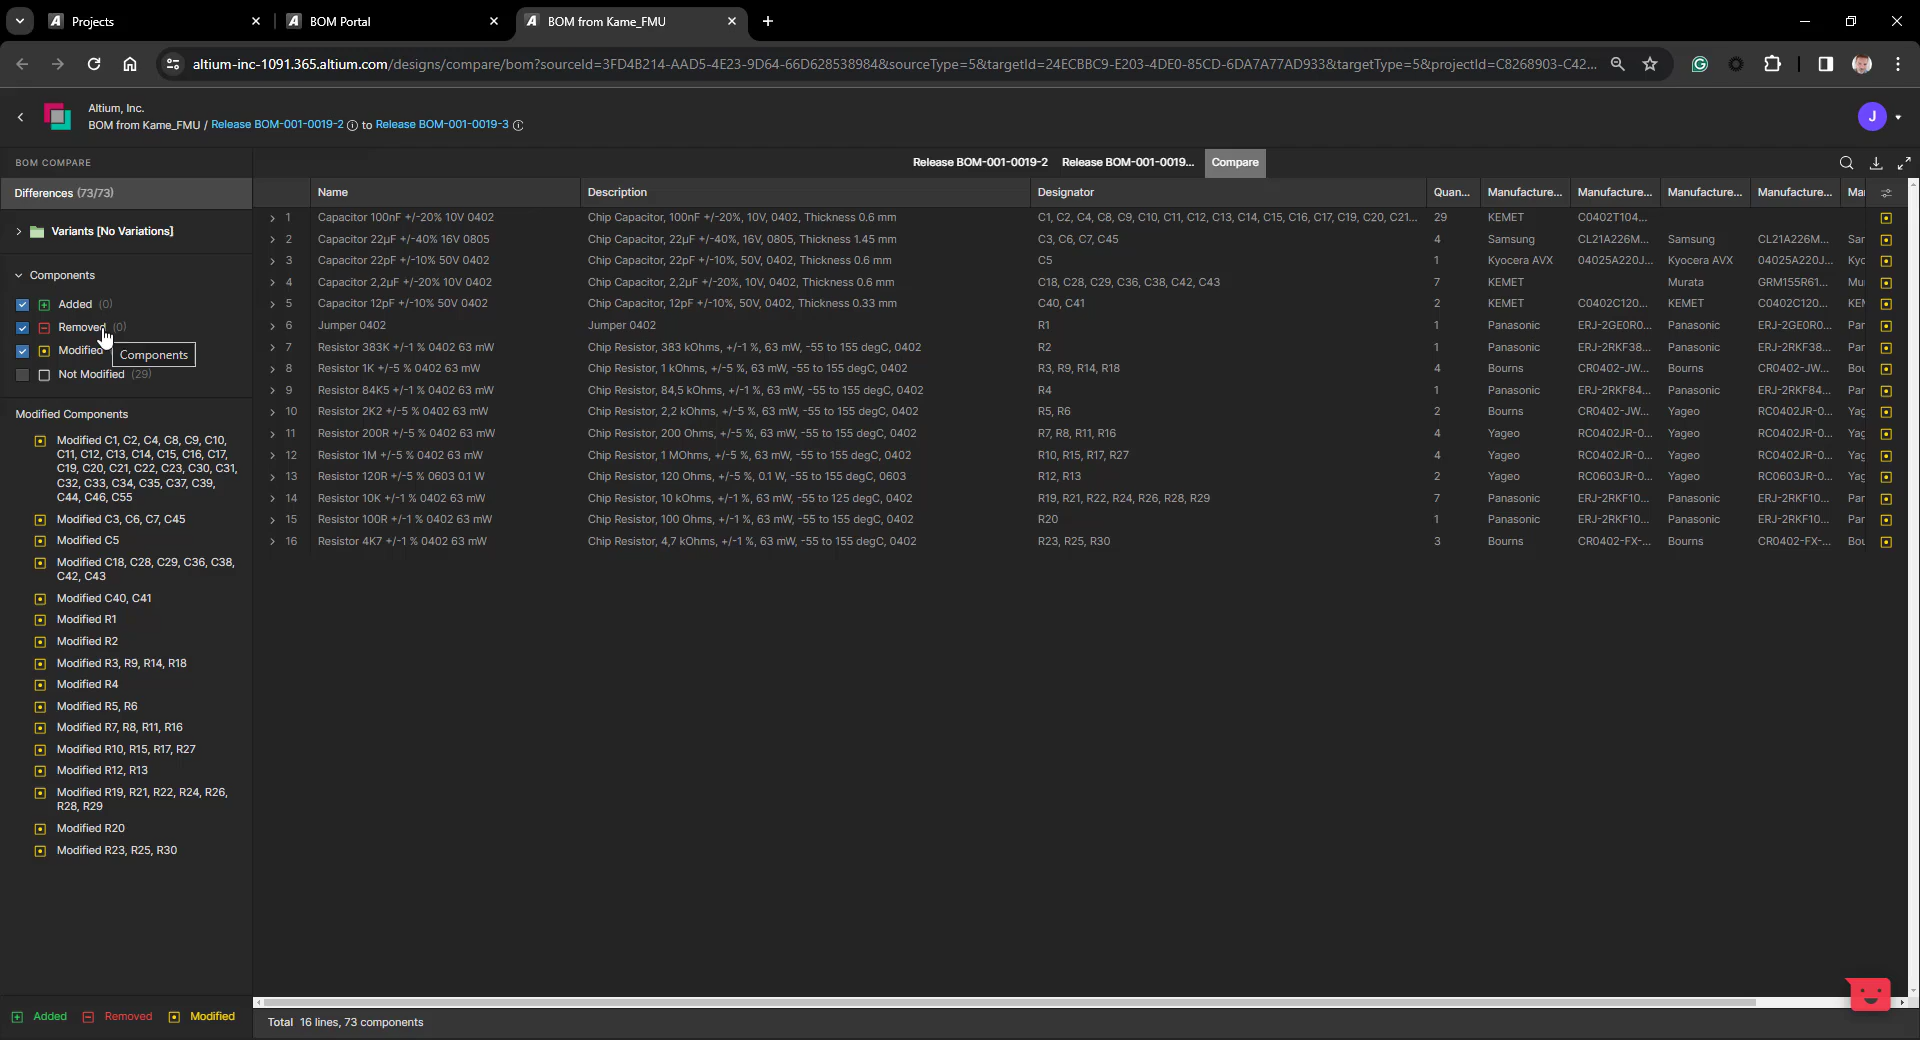 Projects
BOM Portal
BOM from Kame_FMU
altium-inc-1091.365.altium.com/designs/compare/bom?sourceId=3FD4B214-AAD5-4E23-9D64-66D628538984&sourceType=5&targetId=24ECBBC9-E203-4DE0-85CD-6DA7A77AD933&targetType=5&projectId=C8268903-C42...
Altium, Inc.
BOM from Kame_FMU / Release BOM-001-0019-2 to Release BOM-001-0019-3
J
BOM COMPARE
Release BOM-001-0019-2 Release BOM-001-0019... Compare
Differences (73/73)
Variants [No Variations]
Components
Added (0)
Removed (0)
Modified
Components
Not Modified (29)
Modified Components
Modified C1, C2, C4, C8, C9, C10,
C11, C12, C13, C14, C15, C16, C17,
C19, C20, C21, C22, C23, C30, C31,
C32, C33, C34, C35, C37, C39,
C44, C46, C55
Modified C3, C6, C7, C45
Modified C5
Modified C18, C28, C29, C36, C38,
C42, C43
Modified C40, C41
Modified R1
Modified R2
Modified R3, R9, R14, R18
Modified R4
Modified R5, R6
Modified R7, R8, R11, R16
Modified R10, R15, R17, R27
Modified R12, R13
Modified R19, R21, R22, R24, R26,
R28, R29
Modified R20
Modified R23, R25, R30
Added Removed Modified
Name Description Designator Quan... Manufacture... Manufacture... Manufacture... Manufacture... Ma
1 Capacitor 100nF +/-20% 10V 0402 Chip Capacitor, 100nF +/-20%, 10V, 0402, Thickness 0.6 mm C1, C2, C4, C8, C9, C10, C11, C12, C13, C14, C15, C16, C17, C19, C20, C21... 29 KEMET C0402T104...
2 Capacitor 22µF +/-40% 16V 0805 Chip Capacitor, 22µF +/-40%, 16V, 0805, Thickness 1.45 mm C3, C6, C7, C45 4 Samsung CL21A226M... Samsung CL21A226M... Sar
3 Capacitor 22pF +/-10% 50V 0402 Chip Capacitor, 22pF +/-10%, 50V, 0402, Thickness 0.6 mm C5 1 Kyocera AVX 04025A220J... Kyocera AVX 04025A220J... Kyc
4 Capacitor 2,2µF +/-20% 10V 0402 Chip Capacitor, 2,2µF +/-20%, 10V, 0402, Thickness 0.6 mm C18, C28, C29, C36, C38, C42, C43 7 KEMET Murata GRM155R61... Mu
5 Capacitor 12pF +/-10% 50V 0402 Chip Capacitor, 12pF +/-10%, 50V, 0402, Thickness 0.33 mm C40, C41 2 KEMET C0402C120... KEMET C0402C120... KEM
6 Jumper 0402 Jumper 0402 R1 1 Panasonic ERJ-2GE0R0... Panasonic ERJ-2GE0R0... Par
7 Resistor 383K +/-1 % 0402 63 mW Chip Resistor, 383 kOhms, +/-1 %, 63 mW, -55 to 155 degC, 0402 R2 1 Panasonic ERJ-2RKF38... Panasonic ERJ-2RKF38... Par
8 Resistor 1K +/-5 % 0402 63 mW Chip Resistor, 1 kOhms, +/-5 %, 63 mW, -55 to 155 degC, 0402 R3, R9, R14, R18 4 Bourns CR0402-JW... Bourns CR0402-JW... Bou
9 Resistor 84K5 +/-1 % 0402 63 mW Chip Resistor, 84,5 kOhms, +/-1 %, 63 mW, -55 to 155 degC, 0402 R4 1 Panasonic ERJ-2RKF84... Panasonic ERJ-2RKF84... Par
10 Resistor 2K2 +/-5 % 0402 63 mW Chip Resistor, 2,2 kOhms, +/-5 %, 63 mW, -55 to 155 degC, 0402 R5, R6 2 Bourns CR0402-JW... Yageo RC0402JR-0... Yag
11 Resistor 200R +/-5 % 0402 63 mW Chip Resistor, 200 Ohms, +/-5 %, 63 mW, -55 to 155 degC, 0402 R7, R8, R11, R16 4 Yageo RC0402JR-0... Yageo RC0402JR-0... Yag
12 Resistor 1M +/-5 % 0402 63 mW Chip Resistor, 1 MOhms, +/-5 %, 63 mW, -55 to 155 degC, 0402 R10, R15, R17, R27 4 Yageo RC0402JR-0... Yageo RC0402JR-0... Yag
13 Resistor 120R +/-5 % 0603 0.1 W Chip Resistor, 120 Ohms, +/-5 %, 0.1 W, -55 to 155 degC, 0603 R12, R13 2 Yageo RC0603JR-0... Yageo RC0603JR-0... Yag
14 Resistor 10K +/-1 % 0402 63 mW Chip Resistor, 10 kOhms, +/-1 %, 63 mW, -55 to 125 degC, 0402 R19, R21, R22, R24, R26, R28, R29 7 Panasonic ERJ-2RKF10... Panasonic ERJ-2RKF10... Par
15 Resistor 100R +/-1 % 0402 63 mW Chip Resistor, 100 Ohms, +/-1 %, 63 mW, -55 to 155 degC, 0402 R20 1 Panasonic ERJ-2RKF10... Panasonic ERJ-2RKF10... Par
16 Resistor 4K7 +/-1 % 0402 63 mW Chip Resistor, 4,7 kOhms, +/-1 %, 63 mW, -55 to 155 degC, 0402 R23, R25, R30 3 Bourns CR0402-FX-... Bourns CR0402-FX-... Bou
Total 16 lines, 73 components